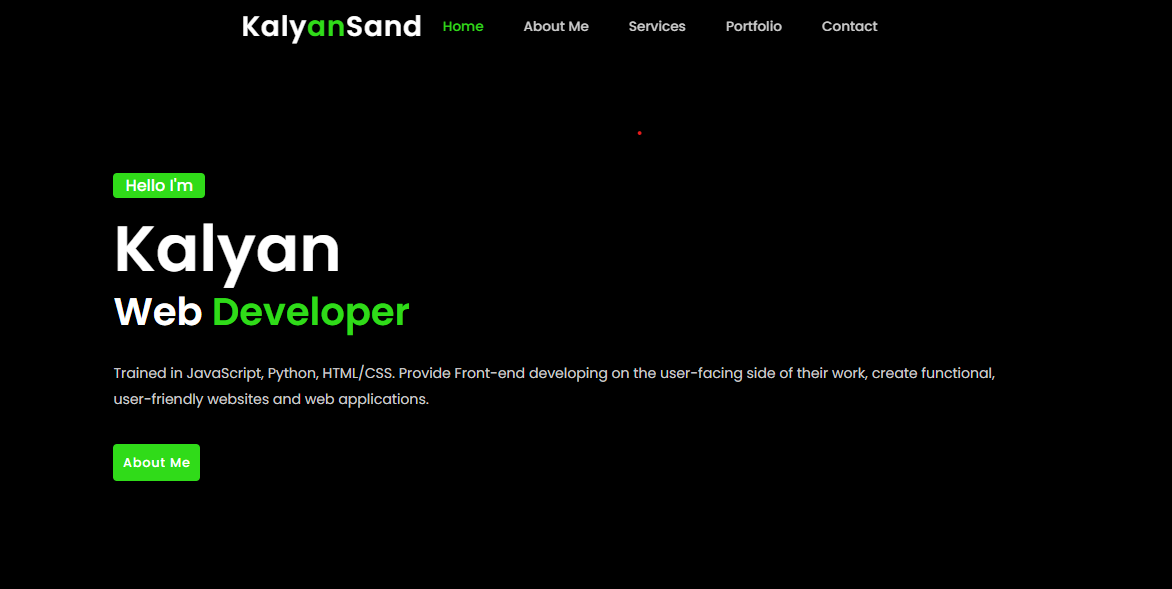 KalyanSand Home About Me Services Portfolio Contact
Hello I'm
Kalyan
Web Developer
Trained in JavaScript, Python, HTML/CSS. Provide Front-end developing on the user-facing side of their work, create functional,
user-friendly websites and web applications.
About Me